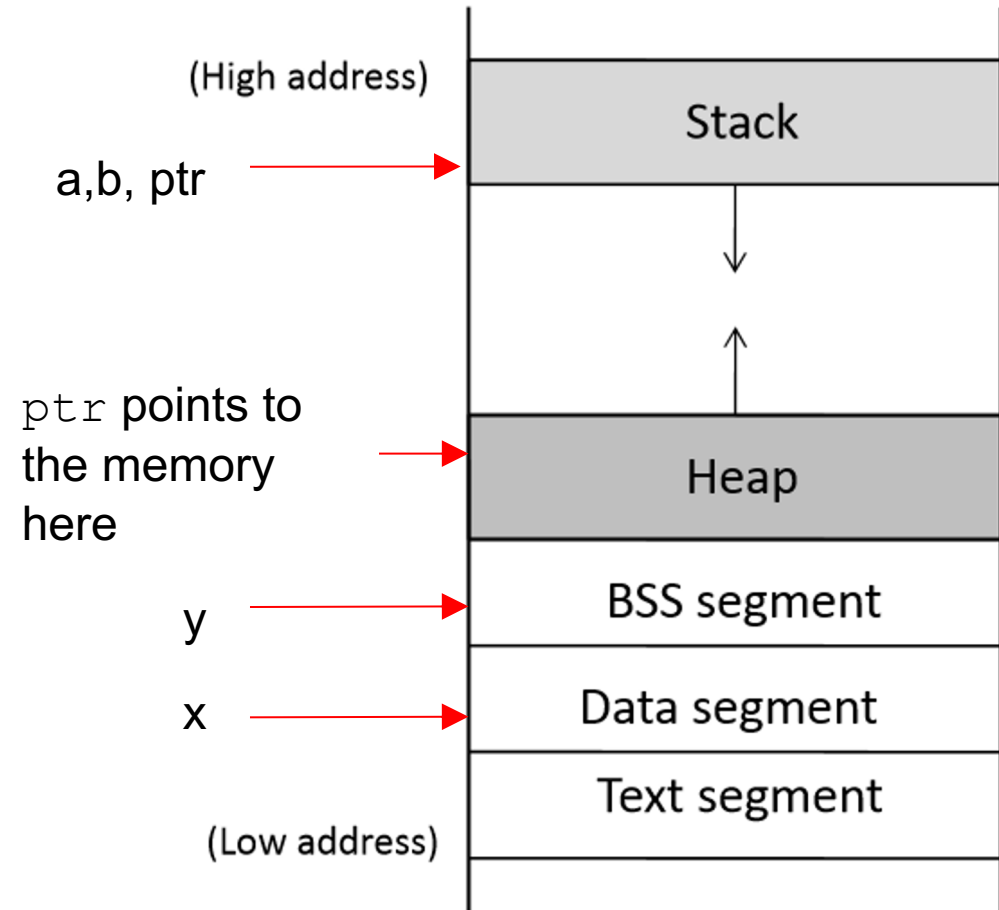 (High address)
Stack
a,b, ptr
ptr points to
the memory
here
Heap
y
BSS segment
x
Data segment
Text segment
(Low address)